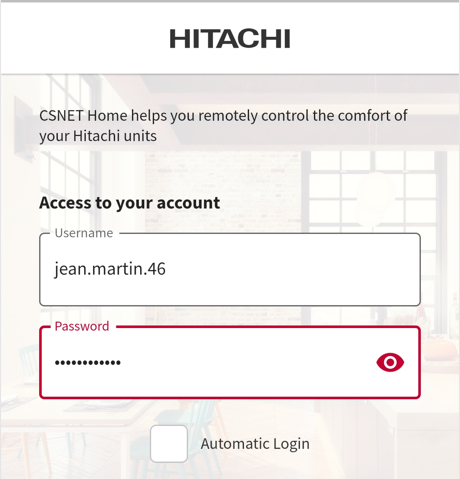 HITACHI
CSNET Home helps you remotely control the comfort of
your Hitachi units
Access to your account
Username
jean.martin.46
Password
••••••••••••
Automatic Login